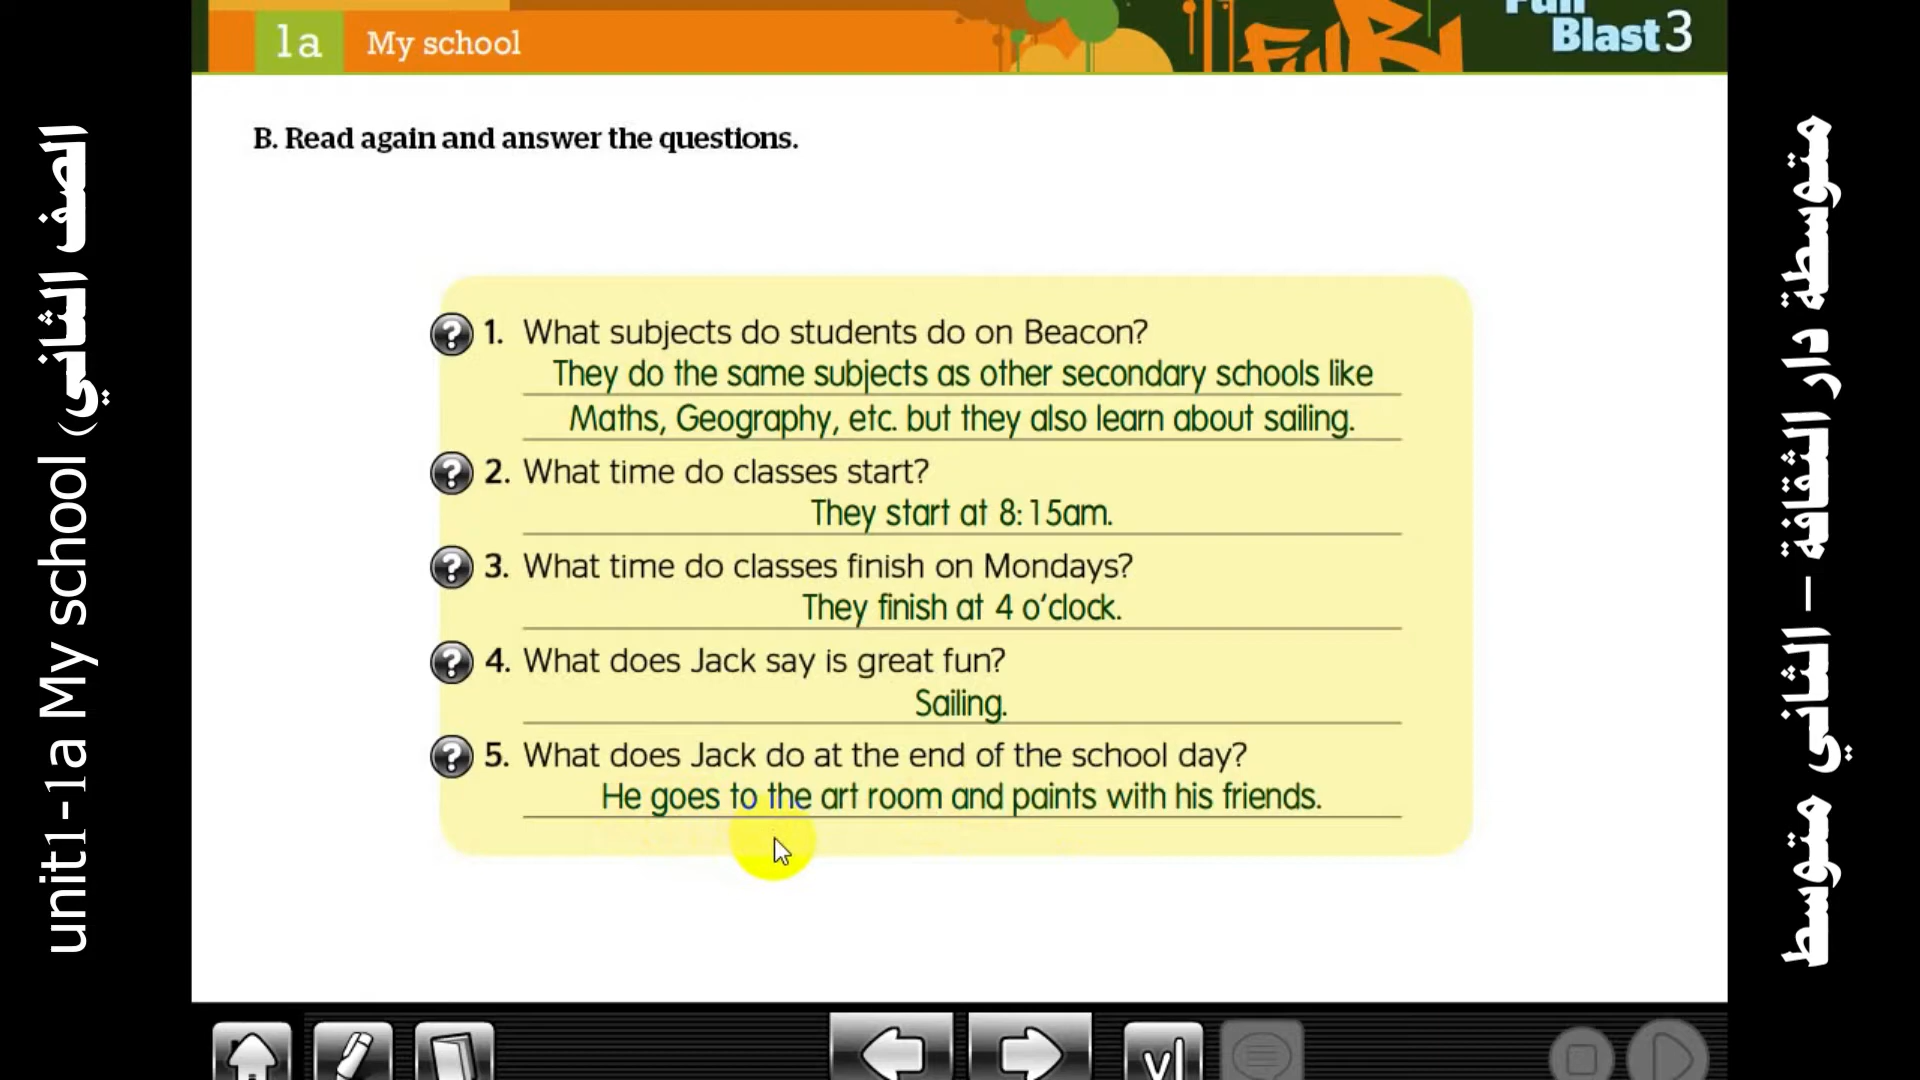 1a My school
Full
Blast 3
B. Read again and answer the questions.
1. What subjects do students do on Beacon?
They do the same subjects as other secondary schools like
Maths, Geography, etc. but they also learn about sailing.
2. What time do classes start?
They start at 8:15am.
3. What time do classes finish on Mondays?
They finish at 4 o'clock.
4. What does Jack say is great fun?
Sailing.
5. What does Jack do at the end of the school day?
He goes to the art room and paints with his friends.
unit1-1a My school (الصف الثاني
متوسطة دار الثقافة – الثاني متوسط